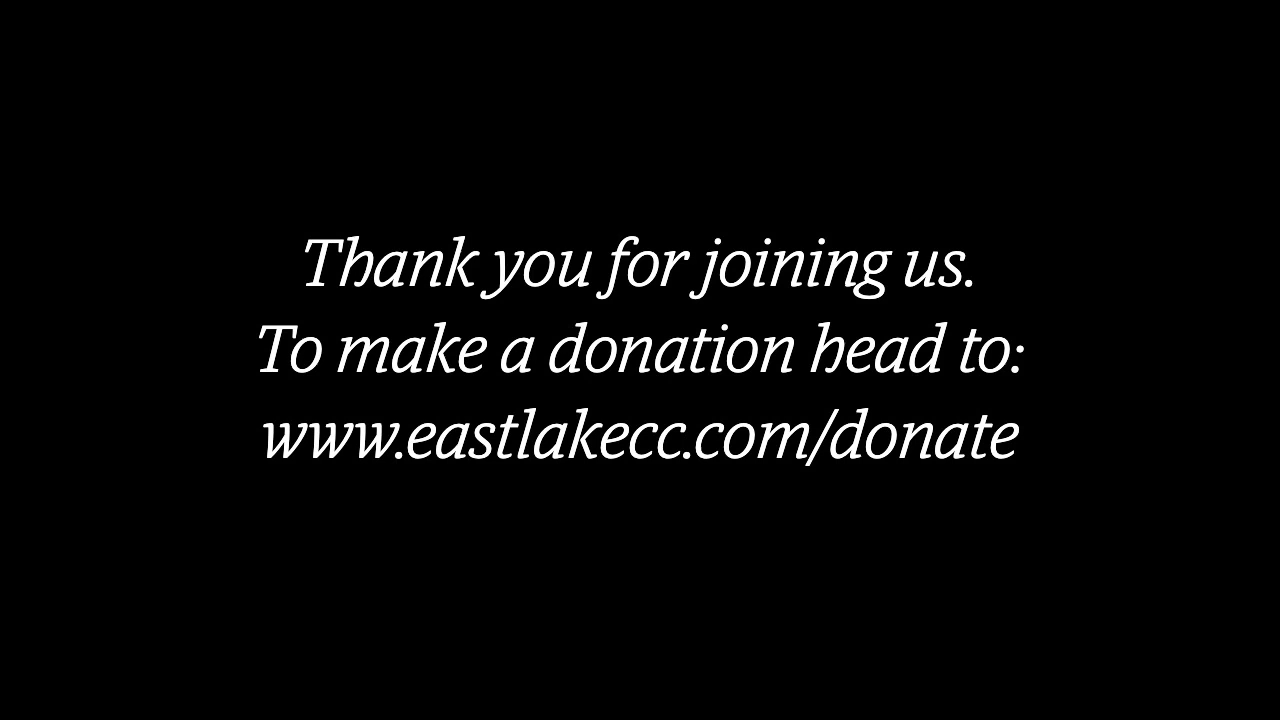 Thank you for joining us.
To make a donation head to:
www.eastlakecc.com/donate